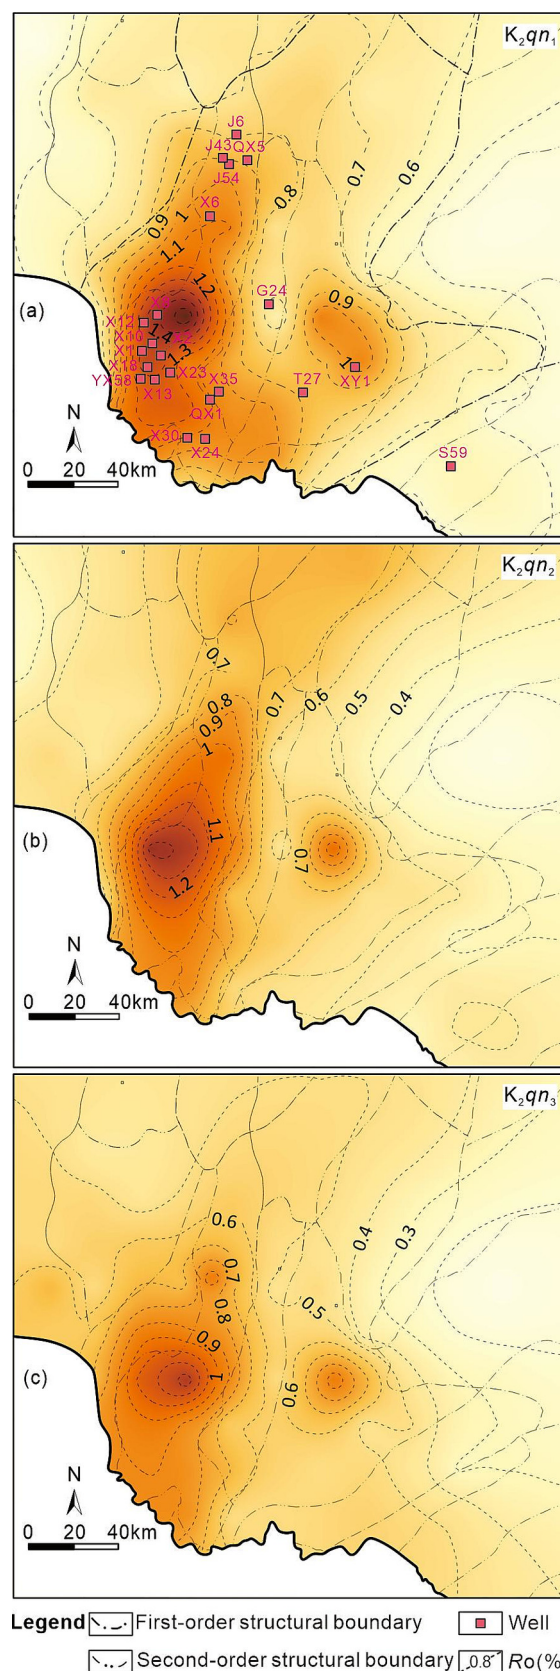 K₂qn₁
J6
J43 QX5
J54
0.7
0.6
0.8
X6
1
0.9
1.1
1.2
G24
0.9
(a)
X12
1.4
1.3
X18
X23
YX58
X13
X35
T27
1
XY1
QX1
N
X30
X24
S59
0 20 40km
K₂qn₂
0.7
0.8
0.9
1
0.7
0.6
0.5
0.4
1.1
(b)
0.7
1.2
N
0 20 40km
K₂qn₃
0.6
0.7
0.4
0.3
0.5
0.8
0.9
(c)
1
0.6
N
0 20 40km
Legend First-order structural boundary Well
Second-order structural boundary 0.8 Ro(%